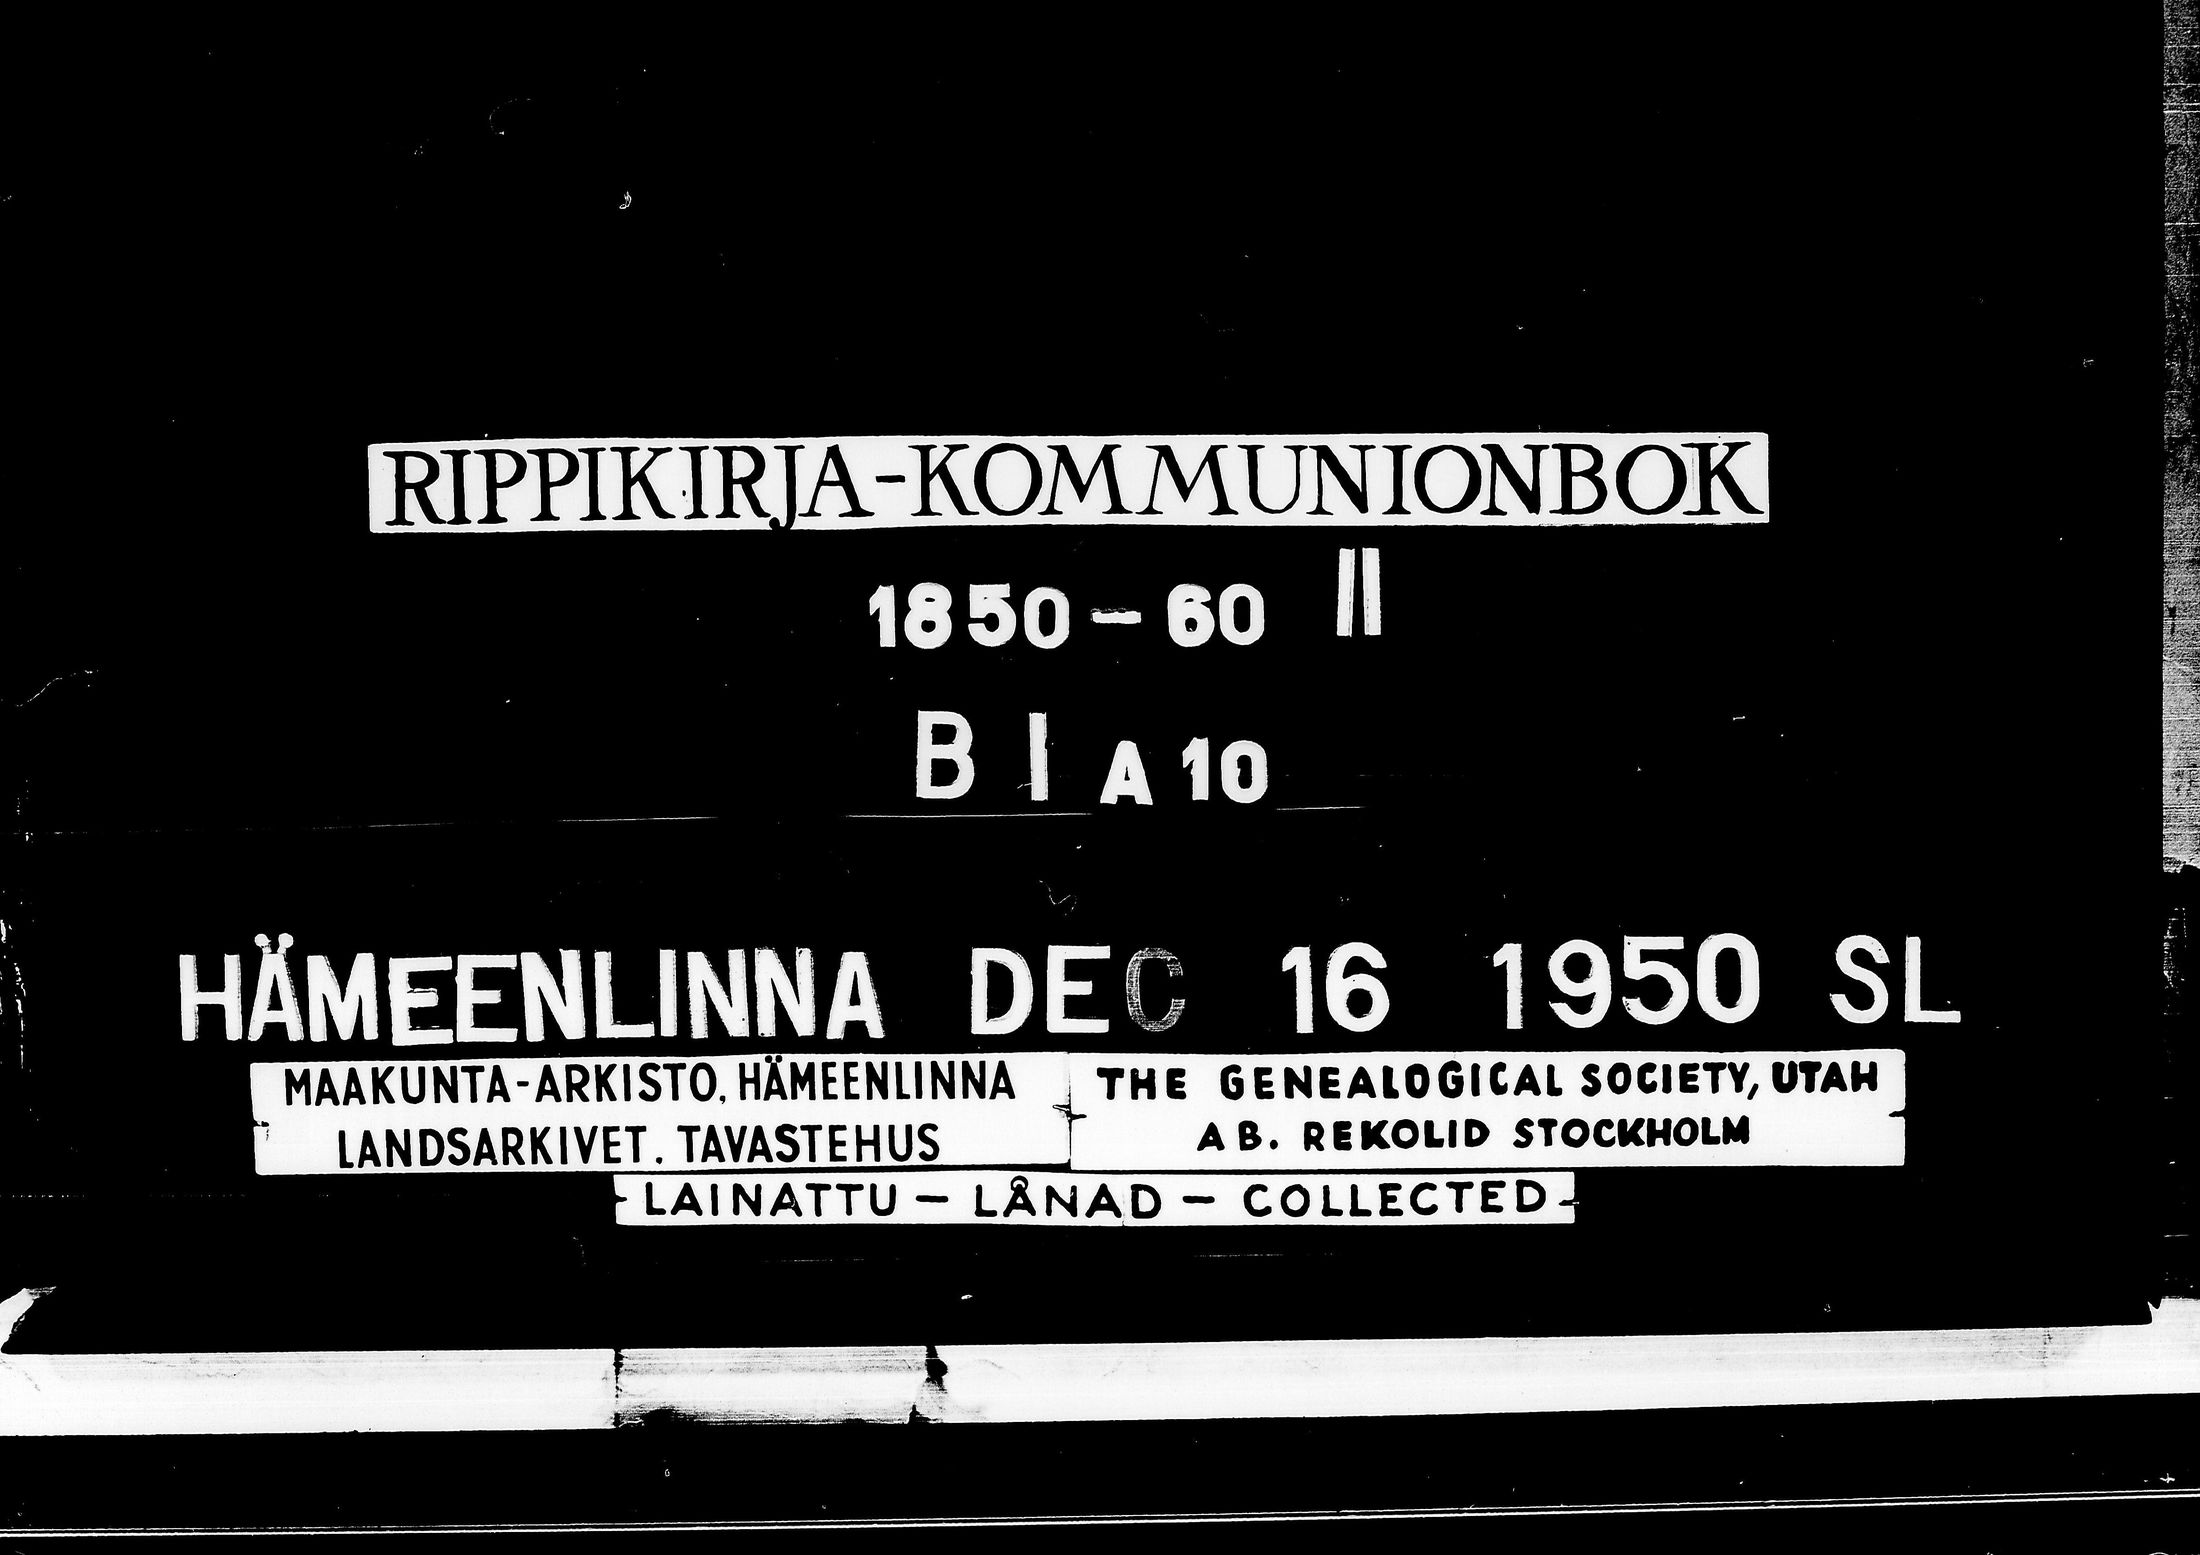 RIPPIKIRJA-KOMMUNIONBOK
1850-60 II
B I A 10
HÄMEENLINNA DEC 16 1950 SL
MAAKUNTA-ARKISTO, HÄMEENLINNA
LANDSARKIVET. TAVASTEHUS
THE GENEALOGICAL SOCIETY, UTAH
AB. REKOLID STOCKHOLM
LAINATTU - LÅNAD - COLLECTED